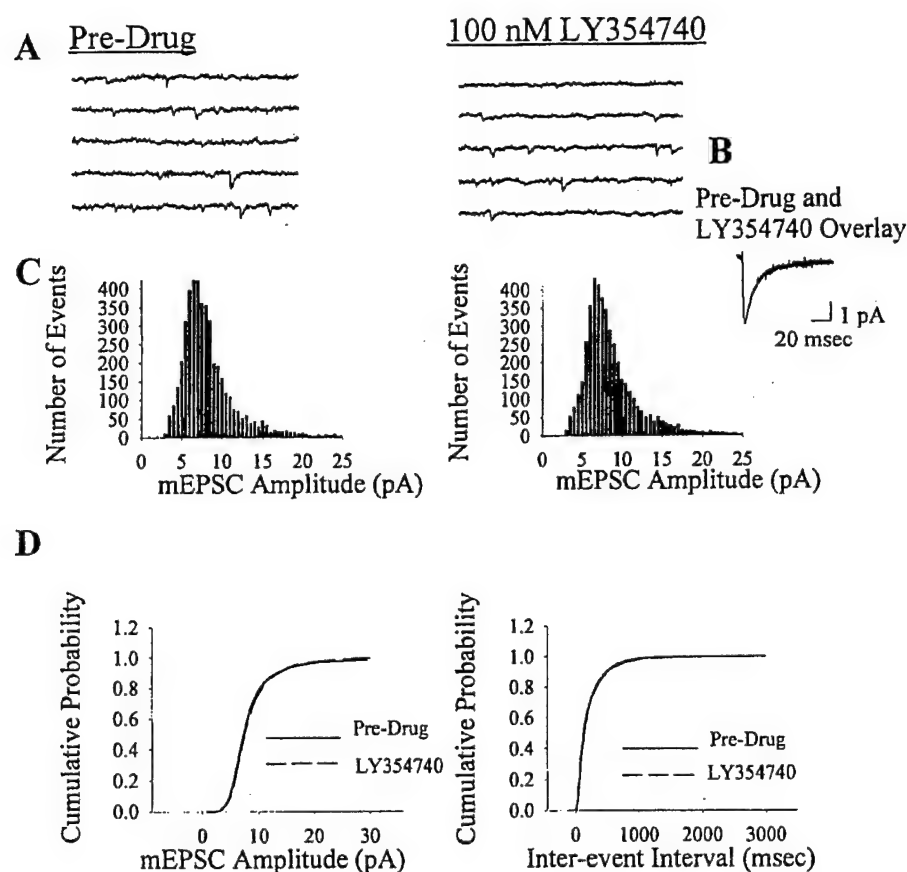 A Pre-Drug
100 nM LY354740
B
Pre-Drug and
LY354740 Overlay
1 pA
20 msec
C
Number of Events
400
350
300
250
200
150
100
50
0
0 5 10 15 20 25
mEPSC Amplitude (pA)
Number of Events
400
350
300
250
200
150
100
50
0
0 5 10 15 20 25
mEPSC Amplitude (pA)
D
Cumulative Probability
1.2
1.0
0.8
0.6
0.4
0.2
0.0
Pre-Drug
LY354740
0 10 20 30
mEPSC Amplitude (pA)
Cumulative Probability
1.2
1.0
0.8
0.6
0.4
0.2
0.0
Pre-Drug
LY354740
0 1000 2000 3000
Inter-event Interval (msec)